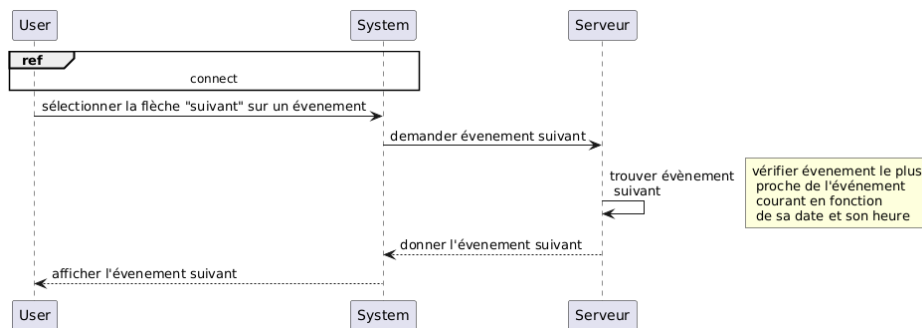 User System Serveur
ref
connect
sélectionner la flèche "suivant" sur un évenement
demander évenement suivant
trouver évènement
suivant
vérifier évenement le plus
proche de l'événement
courant en fonction
de sa date et son heure
donner l'évenement suivant
afficher l'évenement suivant
User System Serveur